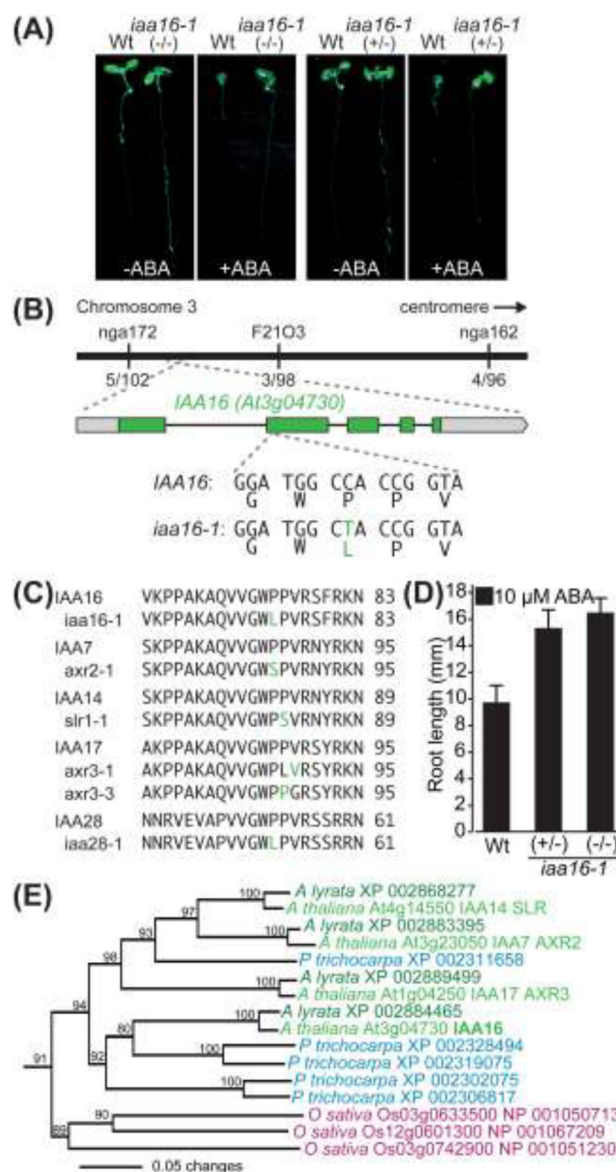 (A)
iaa16-1 iaa16-1
Wt (-/-) Wt (-/-) Wt (+/-) Wt (+/-)
-ABA +ABA -ABA +ABA
(B)
Chromosome 3 centromere
nga172 F21O3 nga162
5/102 3/98 4/96
IAA16 (At3g04730)
IAA16: GGA TGG CCA CCG GTA
G W P P V
iaa16-1: GGA TGG CTA CCG GTA
G W L P V
(C)
IAA16 VKPPAKAQVVGWPPVRSFRKN 83
iaa16-1 VKPPAKAQVVGWLPVRSFRKN 83
IAA7 SKPPAKAQVVGWPPVRNYRKN 95
axr2-1 SKPPAKAQVVGWSPVRNYRKN 95
IAA14 SKPPAKAQVVGWPPVRNYRKN 89
slr1-1 SKPPAKAQVVGWPSVRNYRKN 89
IAA17 AKPPAKAQVVGWPPVRSYRKN 95
axr3-1 AKPPAKAQVVGWPLVRSYRKN 95
axr3-3 AKPPAKAQVVGWPPGRSYRKN 95
IAA28 NNRVEVAPVVGWPPVRSSRRN 61
iaa28-1 NNRVEVAPVVGWLPVRSSRRN 61
(D)
10 µM ABA
Root length (mm)
18
16
14
12
10
8
6
4
2
0
Wt (+/-) (-/-)
iaa16-1
(E)
100 A lyrata XP 002868277
A thaliana At4g14550 IAA14 SLR
97 A lyrata XP 002883395
100 A thaliana At3g23050 IAA7 AXR2
93 P trichocarpa XP 002311658
98 A lyrata XP 002889499
100 A thaliana At1g04250 IAA17 AXR3
94 A lyrata XP 002884465
80 100 A thaliana At3g04730 IAA16
P trichocarpa XP 002328494
92 100 P trichocarpa XP 002319075
91 P trichocarpa XP 002302075
100 P trichocarpa XP 002306817
90 O sativa Os03g0633500 NP 001050713
O sativa Os12g0601300 NP 001067209
O sativa Os03g0742900 NP 001051230
0.05 changes